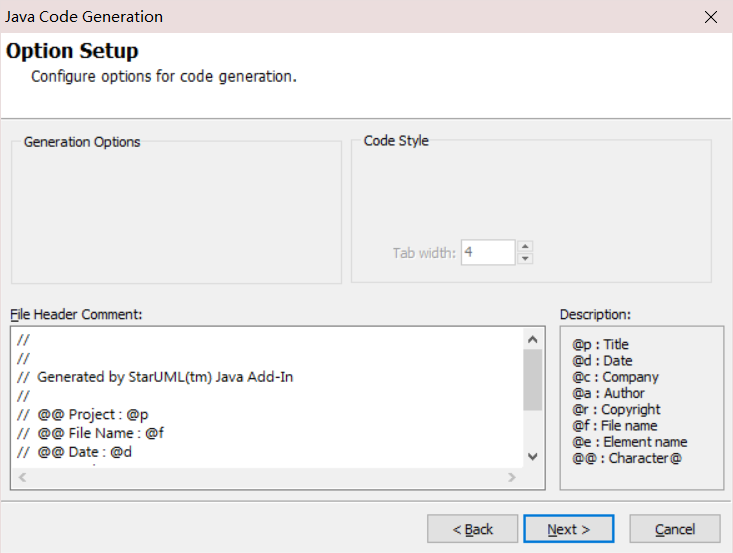 Java Code Generation
Option Setup
Configure options for code generation.
Generation Options
Code Style
Tab width: 4
File Header Comment:
//
//
//  Generated by StarUML(tm) Java Add-In
//
//  @@ Project : @p
//  @@ File Name : @f
//  @@ Date : @d
Description:
@p : Title
@d : Date
@c : Company
@a : Author
@r : Copyright
@f : File name
@e : Element name
@@ : Character@
< Back
Next >
Cancel